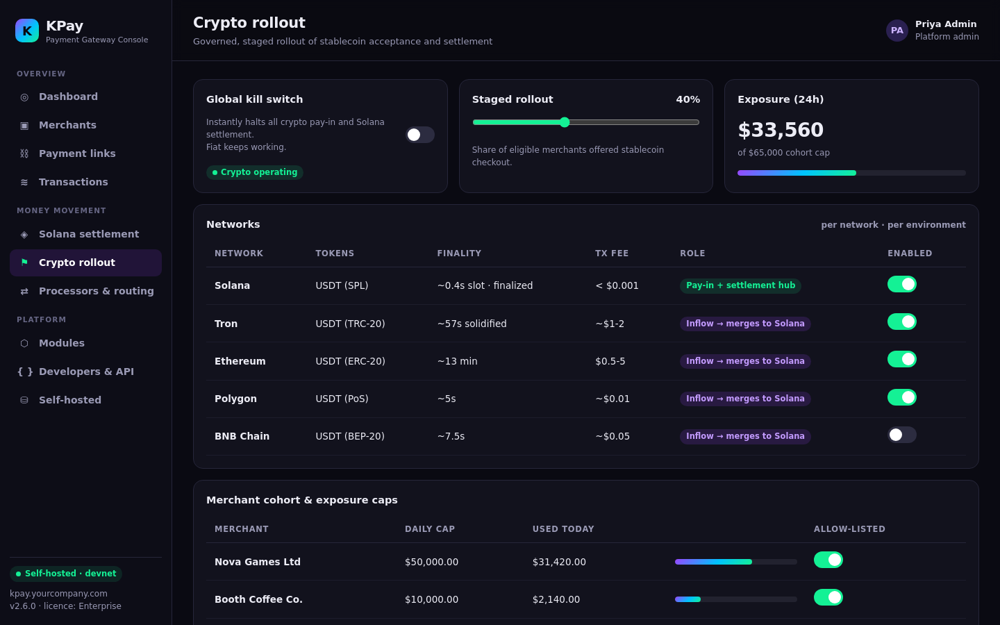 K
KPay
Payment Gateway Console
OVERVIEW
Dashboard
Merchants
Payment links
Transactions
MONEY MOVEMENT
Solana settlement
Crypto rollout
Processors & routing
PLATFORM
Modules
{ } Developers & API
Self-hosted
Self-hosted · devnet
kpay.yourcompany.com
v2.6.0 · licence: Enterprise
Crypto rollout
Governed, staged rollout of stablecoin acceptance and settlement
PA
Priya Admin
Platform admin
Global kill switch
Instantly halts all crypto pay-in and Solana
settlement.
Fiat keeps working.
Crypto operating
Staged rollout 40%
Share of eligible merchants offered stablecoin
checkout.
Exposure (24h)
$33,560
of $65,000 cohort cap
Networks per network · per environment
NETWORK TOKENS FINALITY TX FEE ROLE ENABLED
Solana USDT (SPL) ~0.4s slot · finalized < $0.001 Pay-in + settlement hub
Tron USDT (TRC-20) ~57s solidified ~$1-2 Inflow → merges to Solana
Ethereum USDT (ERC-20) ~13 min $0.5-5 Inflow → merges to Solana
Polygon USDT (PoS) ~5s ~$0.01 Inflow → merges to Solana
BNB Chain USDT (BEP-20) ~7.5s ~$0.05 Inflow → merges to Solana
Merchant cohort & exposure caps
MERCHANT DAILY CAP USED TODAY ALLOW-LISTED
Nova Games Ltd $50,000.00 $31,420.00
Booth Coffee Co. $10,000.00 $2,140.00